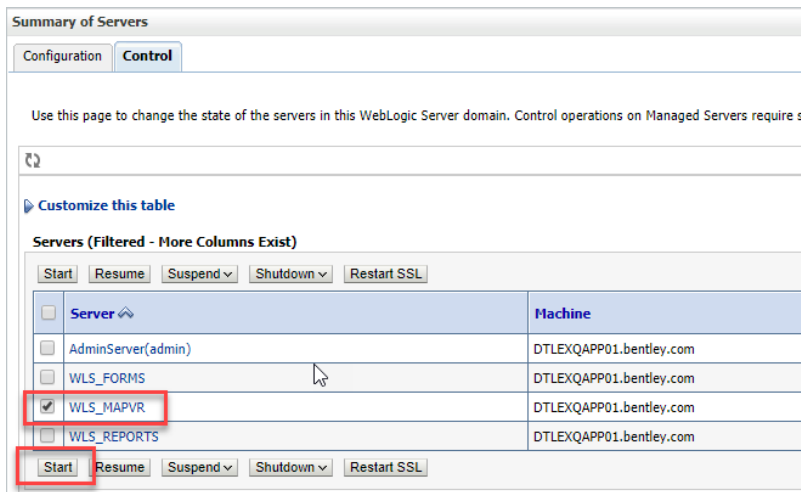 Summary of Servers
Configuration Control
Use this page to change the state of the servers in this WebLogic Server domain. Control operations on Managed Servers require
Customize this table
Servers (Filtered - More Columns Exist)
Start Resume Suspend Shutdown Restart SSL
Server Machine
AdminServer(admin) DTLEXQAPP01.bentley.com
WLS_FORMS DTLEXQAPP01.bentley.com
WLS_MAPVR DTLEXQAPP01.bentley.com
WLS_REPORTS DTLEXQAPP01.bentley.com
Start Resume Suspend Shutdown Restart SSL